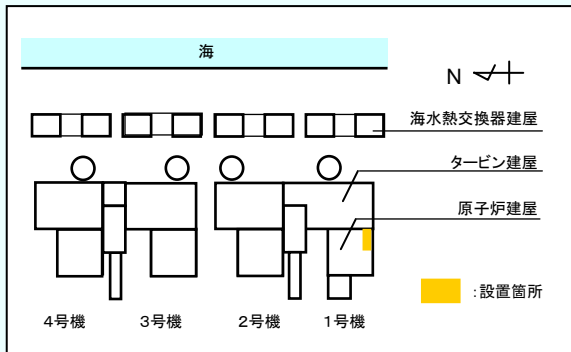 海
N
海水熱交換器建屋
タービン建屋
原子炉建屋
:設置箇所
4号機 3号機 2号機 1号機